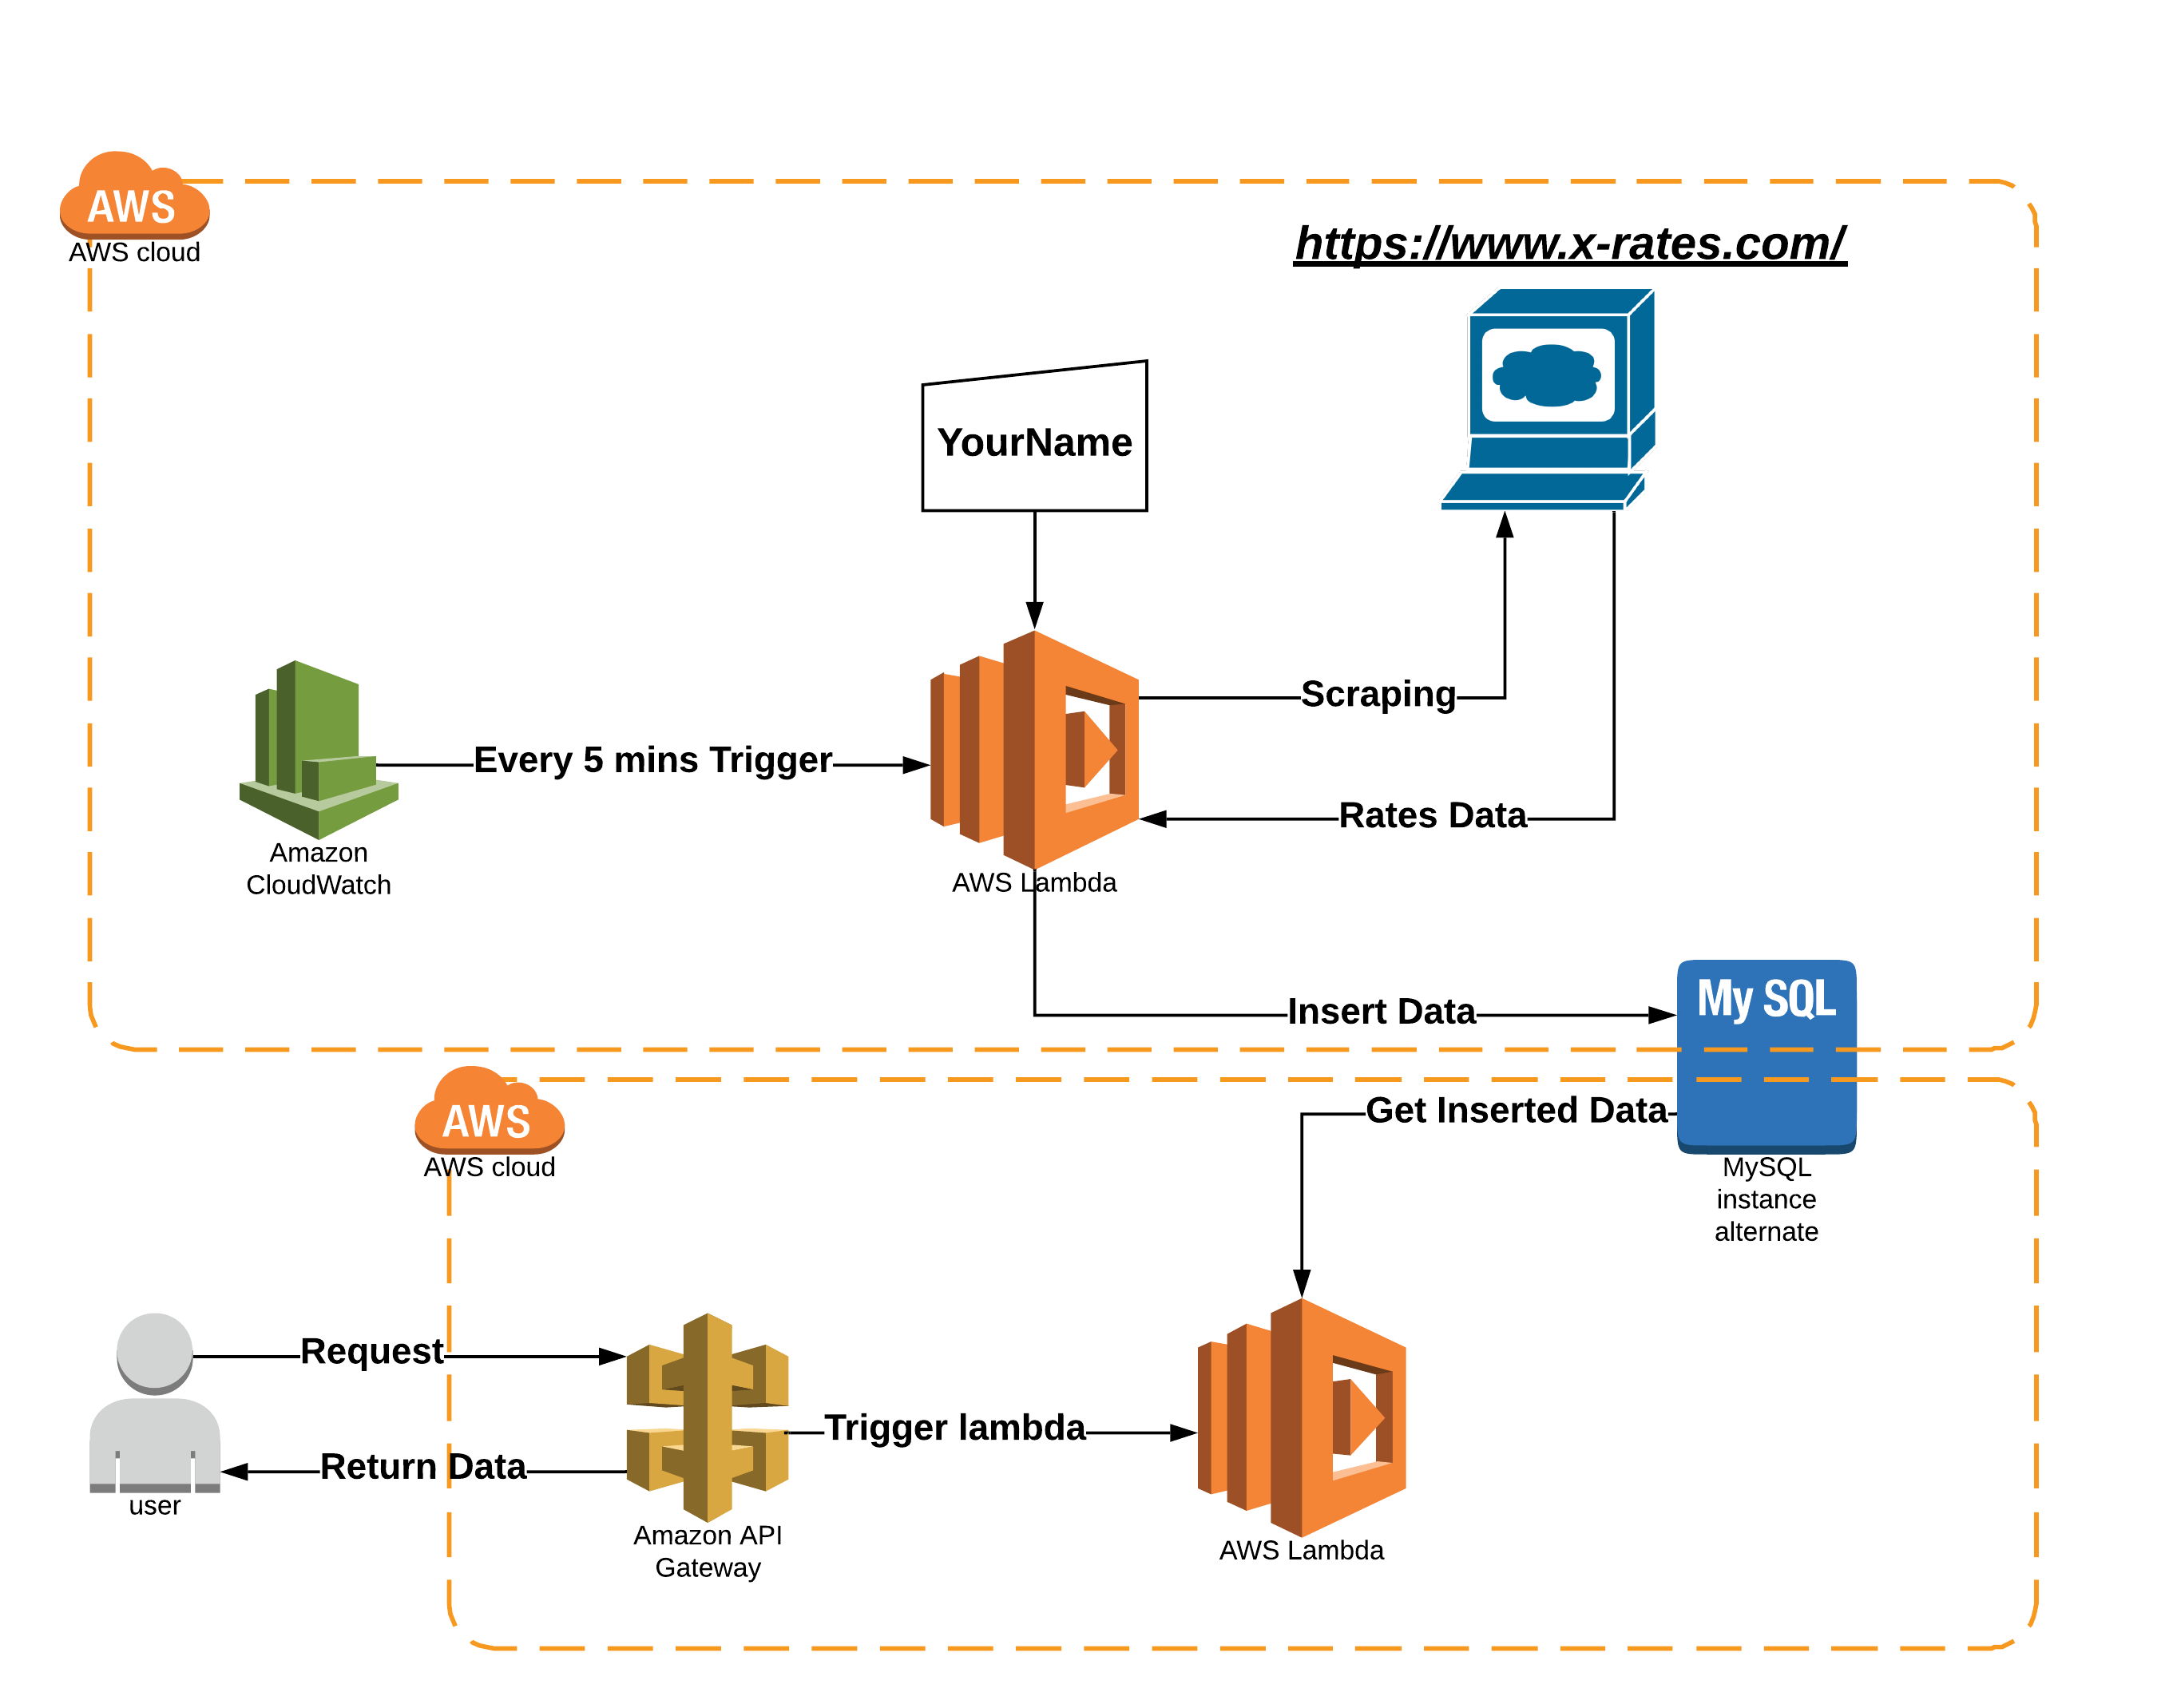 AWS
AWS cloud
https://www.x-rates.com/
YourName
Scraping
Every 5 mins Trigger
Rates Data
Amazon
CloudWatch
AWS Lambda
My SQL
Insert Data
AWS
AWS cloud
Get Inserted Data
MySQL
instance
alternate
Request
Trigger lambda
Return Data
user
Amazon API
Gateway
AWS Lambda